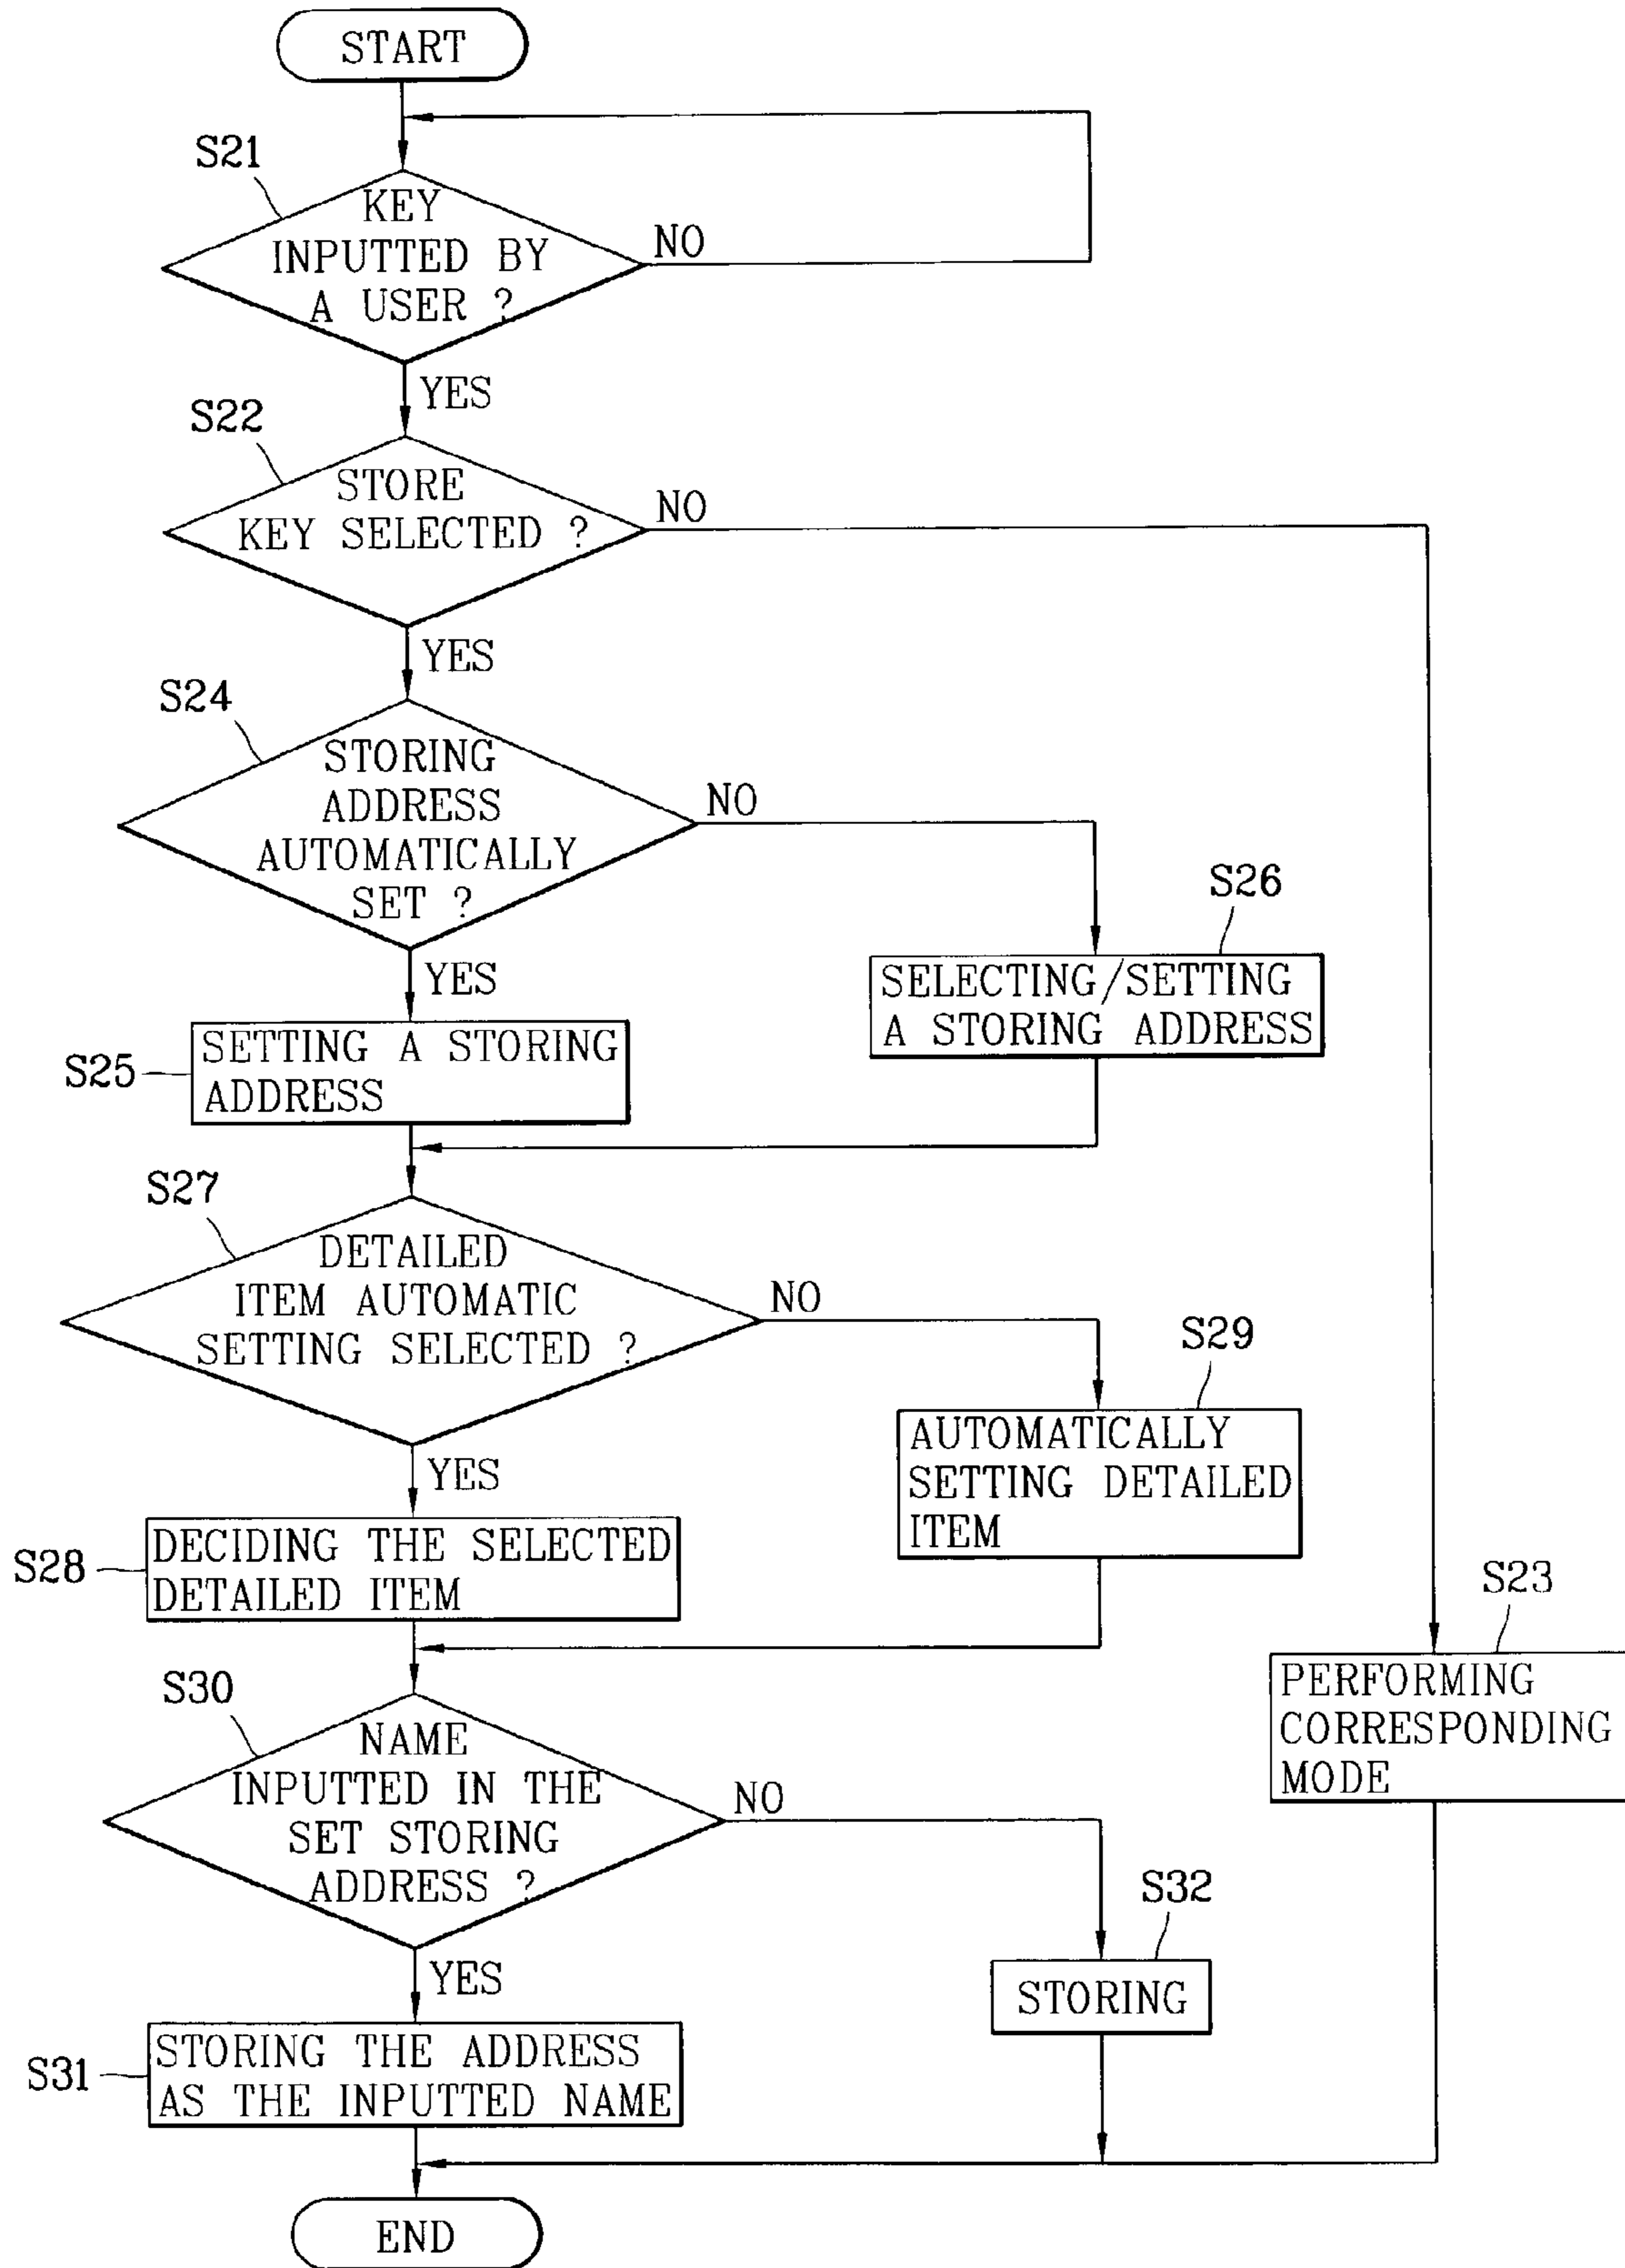 START
S21
KEY
INPUTTED BY
A USER ?
NO
YES
S22
STORE
KEY SELECTED ?
NO
YES
S24
STORING
ADDRESS
AUTOMATICALLY
SET ?
NO
YES
S26
SELECTING/SETTING
A STORING ADDRESS
S25
SETTING A STORING
ADDRESS
S27
DETAILED
ITEM AUTOMATIC
SETTING SELECTED ?
NO
YES
S29
AUTOMATICALLY
SETTING DETAILED
ITEM
S28
DECIDING THE SELECTED
DETAILED ITEM
S23
PERFORMING
CORRESPONDING
MODE
S30
NAME
INPUTTED IN THE
SET STORING
ADDRESS ?
NO
YES
S32
STORING
S31
STORING THE ADDRESS
AS THE INPUTTED NAME
END